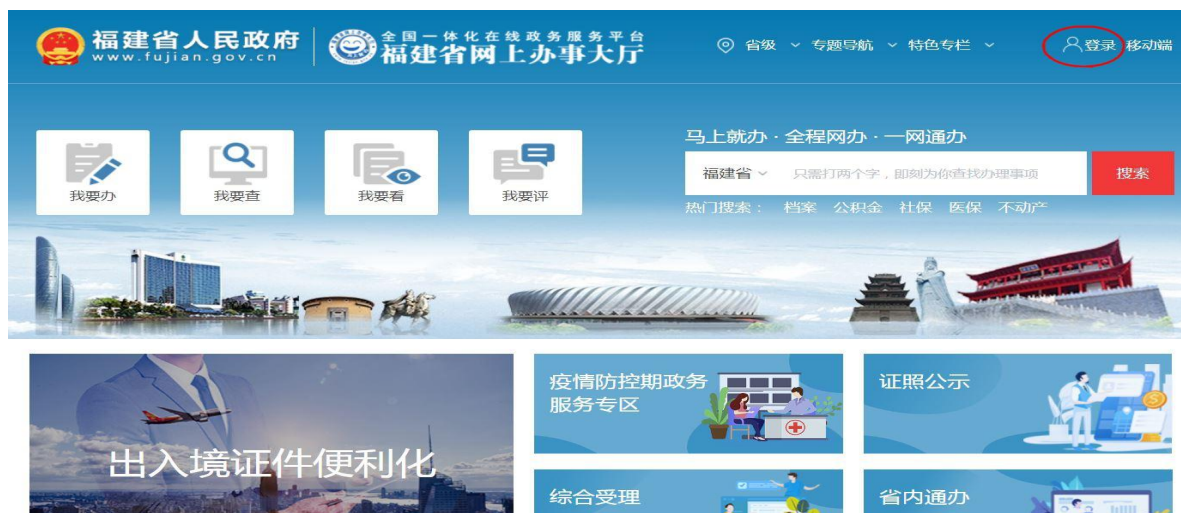 福建省人民政府
www.fujian.gov.cn
全国一体化在线政务服务平台
福建省网上办事大厅
省级 专题导航 特色专栏 登录 移动端
我要办 我要查 我要看 我要评
马上就办·全程网办·一网通办
福建省 只需打两个字，即刻为你查找办理事项 搜索
热门搜索： 档案 公积金 社保 医保 不动产
出入境证件便利化
疫情防控期政务
服务专区
证照公示
综合受理
省内通办